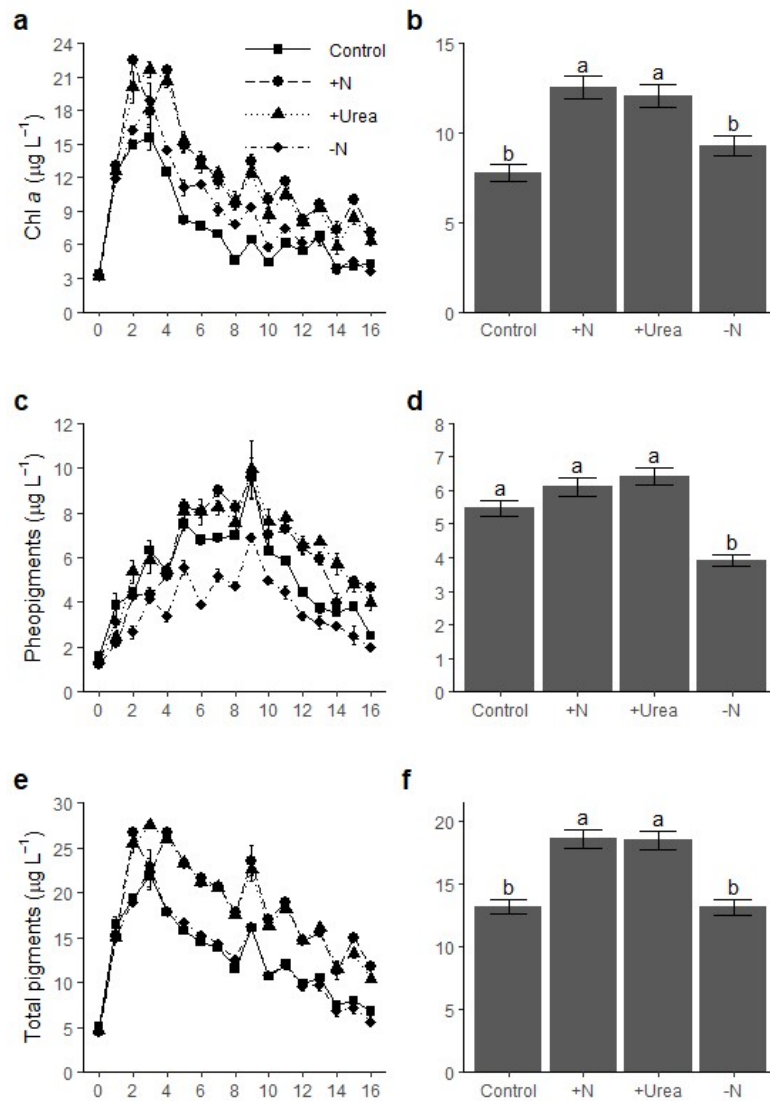 a
Chl a (μg L⁻¹)
24
21
18
15
12
9
6
3
0
0 2 4 6 8 10 12 14 16
Control
+N
+Urea
-N
b
15
10
5
0
b a a b
Control +N +Urea -N
c
Pheopigments (μg L⁻¹)
12
10
8
6
4
2
0
0 2 4 6 8 10 12 14 16
d
8
7
6
5
4
3
2
1
0
a a a b
Control +N +Urea -N
e
Total pigments (μg L⁻¹)
30
25
20
15
10
5
0
0 2 4 6 8 10 12 14 16
f
20
15
10
5
0
b a a b
Control +N +Urea -N